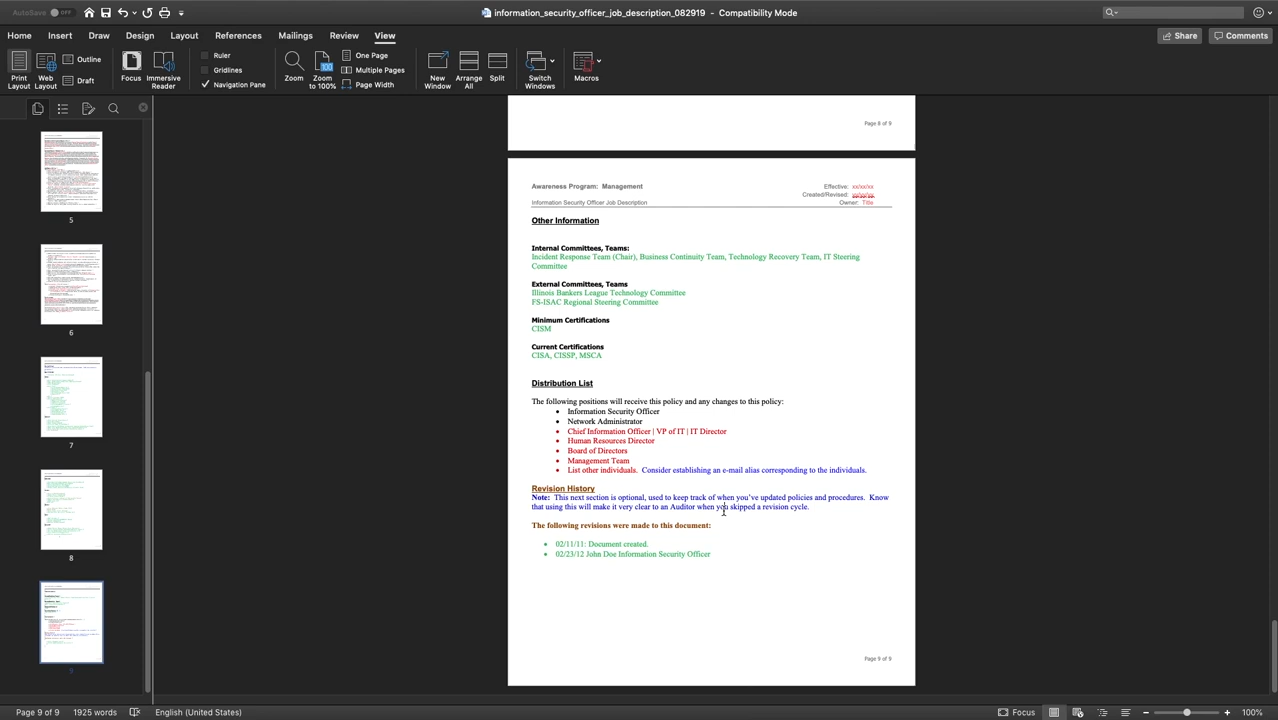 AutoSave OFF
information_security_officer_job_description_082919 - Compatibility Mode
Home Insert Draw Design Layout References Mailings Review View
Share Comments
Print Layout
Web Layout
Outline
Draft
Focus
Immersive Reader
Ruler
Gridlines
Navigation Pane
Zoom
Zoom to 100%
100
One Page
Multiple Pages
Page Width
New Window
Arrange All
Split
Switch Windows
Macros
5
6
7
8
9
Page 8 of 9
Awareness Program: Management
Effective: xx/xx/xx
Created/Revised: xx/xx/xx
Information Security Officer Job Description
Owner: Title
Other Information
Internal Committees, Teams:
Incident Response Team (Chair), Business Continuity Team, Technology Recovery Team, IT Steering
Committee
External Committees, Teams
Illinois Bankers League Technology Committee
FS-ISAC Regional Steering Committee
Minimum Certifications
CISM
Current Certifications
CISA, CISSP, MSCA
Distribution List
The following positions will receive this policy and any changes to this policy:
• Information Security Officer
• Network Administrator
• Chief Information Officer | VP of IT | IT Director
• Human Resources Director
• Board of Directors
• Management Team
• List other individuals. Consider establishing an e-mail alias corresponding to the individuals.
Revision History
Note: This next section is optional, used to keep track of when you've updated policies and procedures. Know
that using this will make it very clear to an Auditor when you skipped a revision cycle.
The following revisions were made to this document:
• 02/11/11: Document created.
• 02/23/12 John Doe Information Security Officer
Page 9 of 9
Page 9 of 9 1925 words English (United States)
Focus 100%